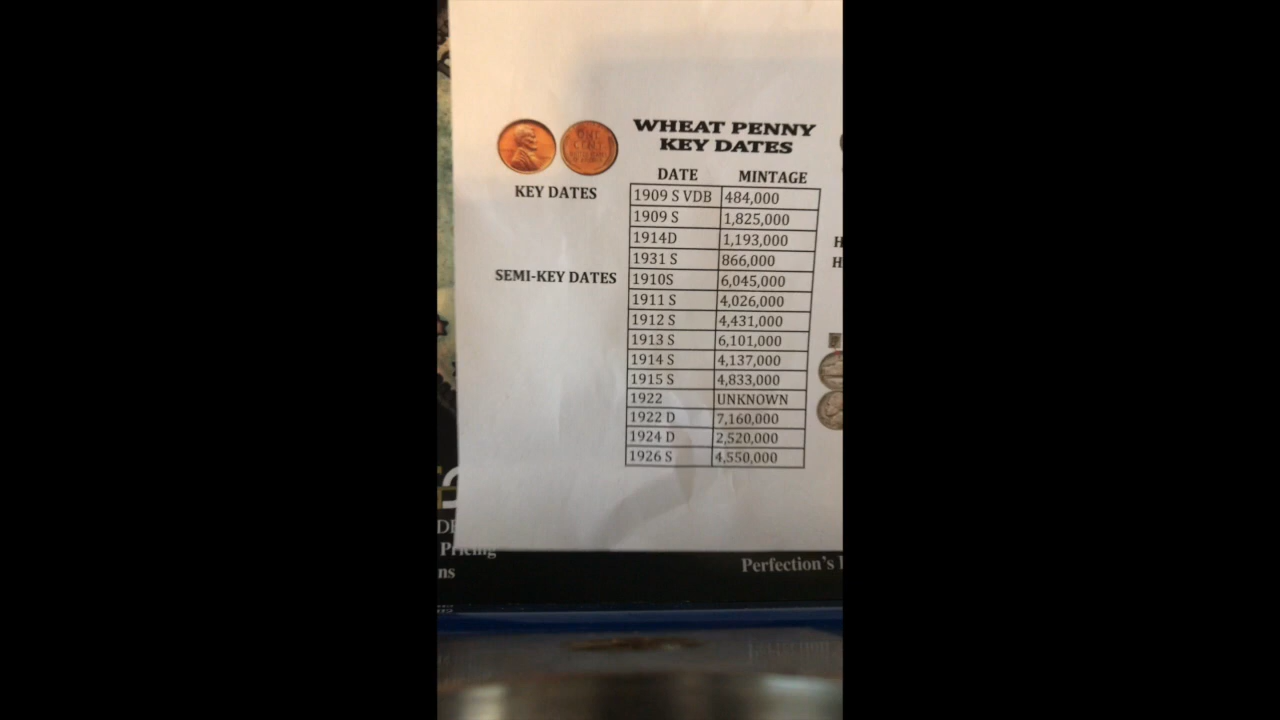 WHEAT PENNY
KEY DATES
DATE MINTAGE
KEY DATES
1909 S VDB 484,000
1909 S 1,825,000
1914D 1,193,000
1931 S 866,000
SEMI-KEY DATES 1910S 6,045,000
1911 S 4,026,000
1912 S 4,431,000
1913 S 6,101,000
1914 S 4,137,000
1915 S 4,833,000
1922 UNKNOWN
1922 D 7,160,000
1924 D 2,520,000
1926 S 4,550,000
H
H
ONE
CENT
Pricing
ns
Perfection's